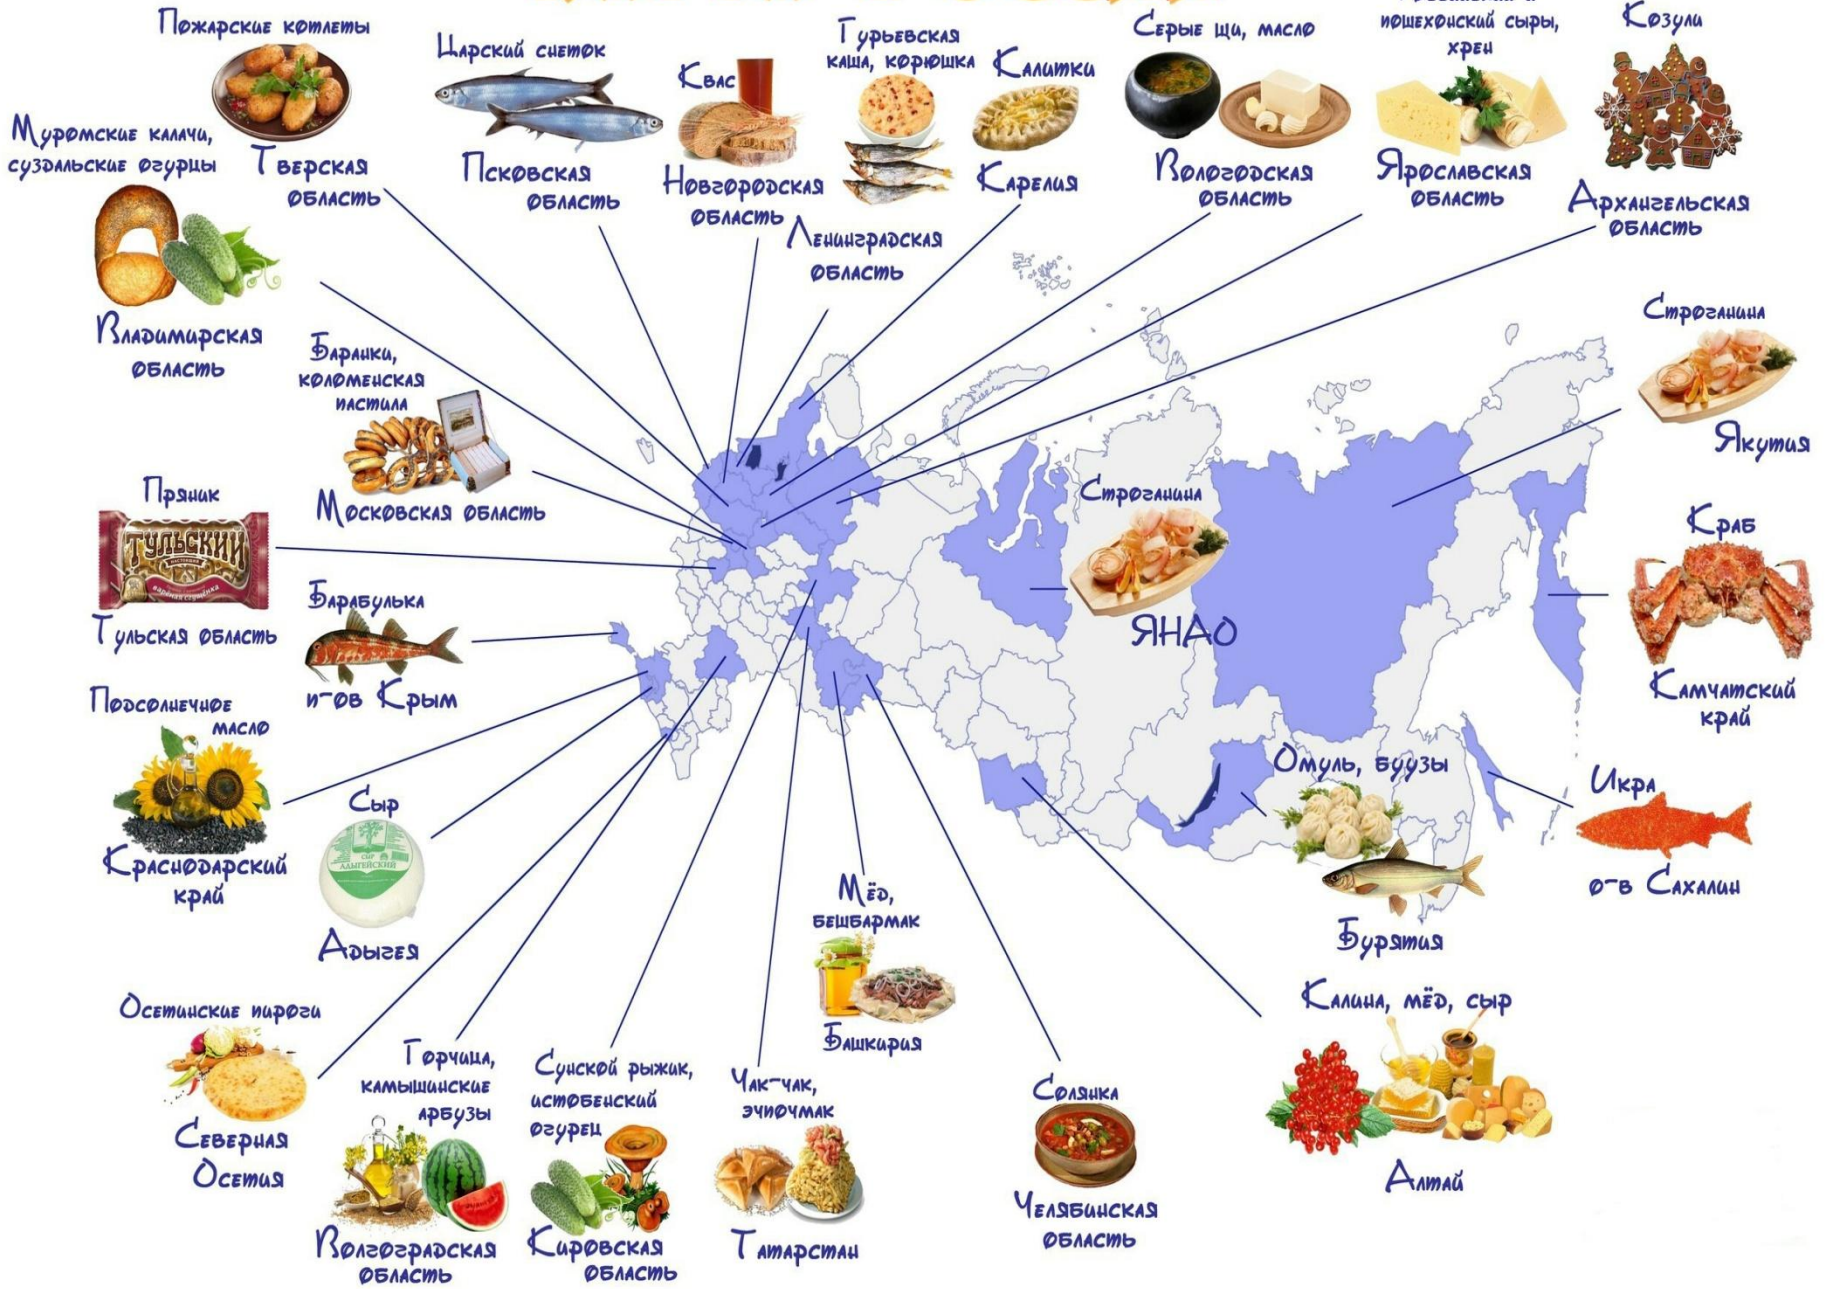 Пожарские котлеты
Тверская
область
Царский снеток
Псковская
область
Квас
Новгородская
область
Гурьевская
каша, корюшка
Ленинградская
область
Калитки
Карелия
Серые щи, масло
Вологодская
область
пошехонский сыры,
хрен
Ярославская
область
Козули
Архангельская
область
Муромские калачи,
суздальские огурцы
Владимирская
область
Баранки,
коломенская
пастила
Московская область
Строганина
Якутия
Пряник
ТУЛЬСКИЙ
варёная сгущёнка
Тульская область
Строганина
ЯНАО
Краб
Камчатский
край
Барабулька
п-ов Крым
Подсолнечное
масло
Краснодарский
край
Сыр
СЫР
АДЫГЕЙСКИЙ
Адыгея
Омуль, буузы
Бурятия
Икра
о-в Сахалин
Мёд,
бешбармак
Башкирия
Калина, мёд, сыр
Алтай
Осетинские пироги
Северная
Осетия
Горчица,
камышинские
арбузы
Волгоградская
область
Сунской рыжик,
истобенский
огурец
Кировская
область
Чак-чак,
эчпочмак
Татарстан
Солянка
Челябинская
область